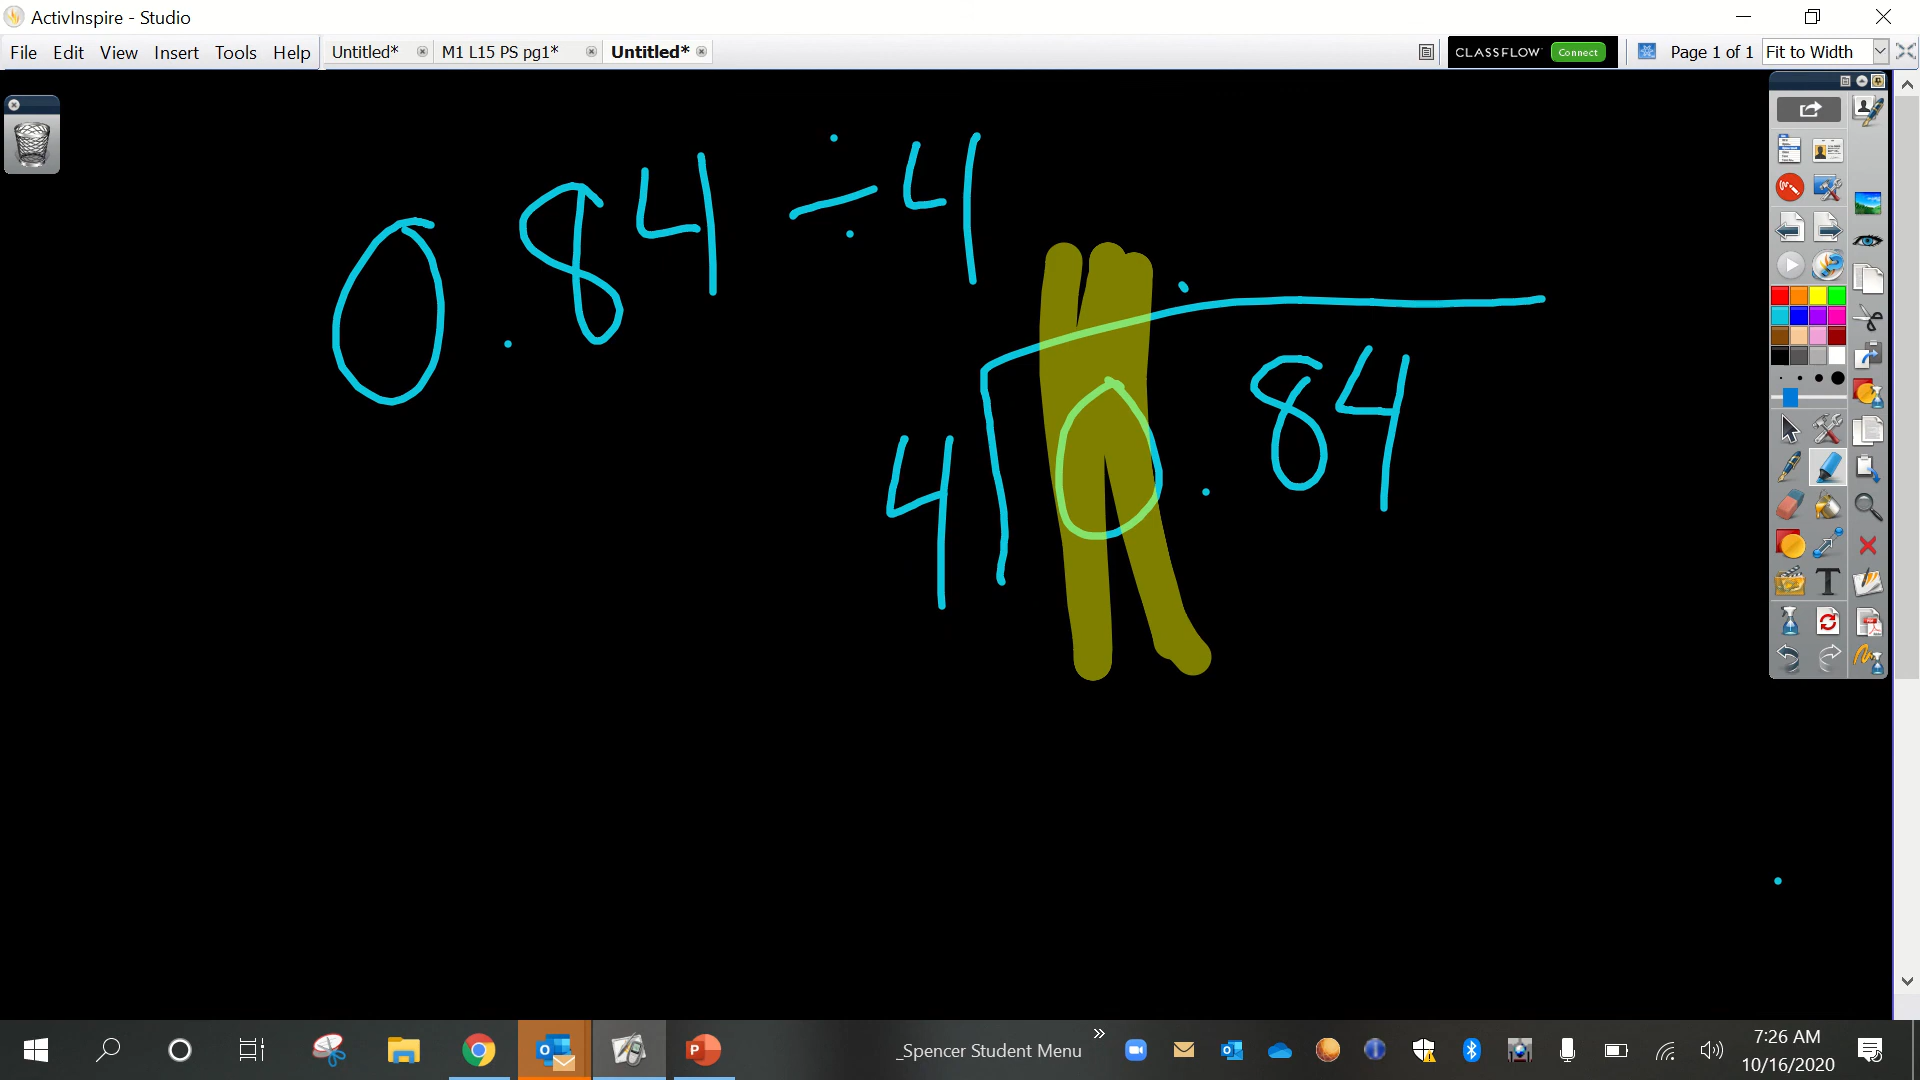 ActivInspire - Studio
File Edit View Insert Tools Help
Untitled* M1 L15 PS pg1* Untitled*
CLASSFLOW Connect
Page 1 of 1 Fit to Width
0.84 ÷ 4
4 0.84
_Spencer Student Menu
7:26 AM
10/16/2020